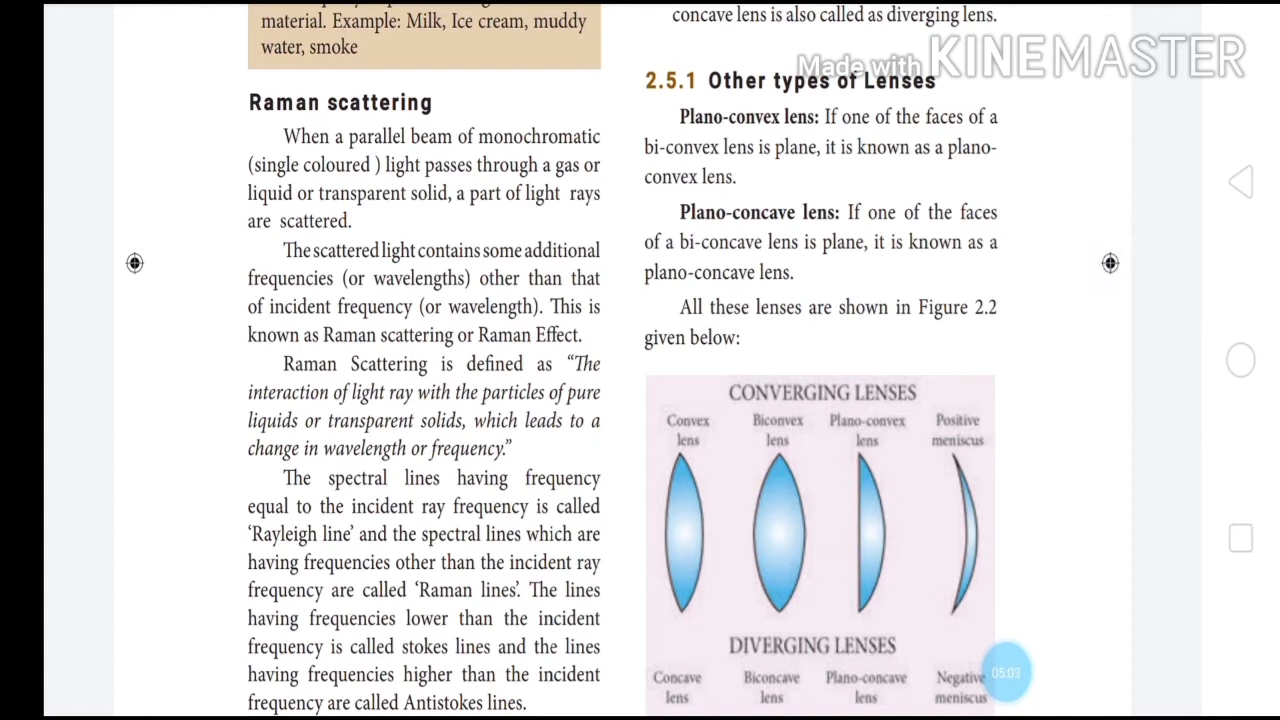 material. Example: Milk, Ice cream, muddy
water, smoke
Raman scattering
When a parallel beam of monochromatic
(single coloured ) light passes through a gas or
liquid or transparent solid, a part of light rays
are scattered.
The scattered light contains some additional
frequencies (or wavelengths) other than that
of incident frequency (or wavelength). This is
known as Raman scattering or Raman Effect.
Raman Scattering is defined as “The
interaction of light ray with the particles of pure
liquids or transparent solids, which leads to a
change in wavelength or frequency.”
The spectral lines having frequency
equal to the incident ray frequency is called
‘Rayleigh line’ and the spectral lines which are
having frequencies other than the incident ray
frequency are called ‘Raman lines’. The lines
having frequencies lower than the incident
frequency is called stokes lines and the lines
having frequencies higher than the incident
frequency are called Antistokes lines.
concave lens is also called as diverging lens.
Made with KINEMASTER
2.5.1 Other types of Lenses
Plano-convex lens: If one of the faces of a
bi-convex lens is plane, it is known as a plano-
convex lens.
Plano-concave lens: If one of the faces
of a bi-concave lens is plane, it is known as a
plano-concave lens.
All these lenses are shown in Figure 2.2
given below:
CONVERGING LENSES
Convex Biconvex Plano-convex Positive
lens lens lens meniscus
DIVERGING LENSES
Concave Biconcave Plano-concave Negative
lens lens lens meniscus
05:03